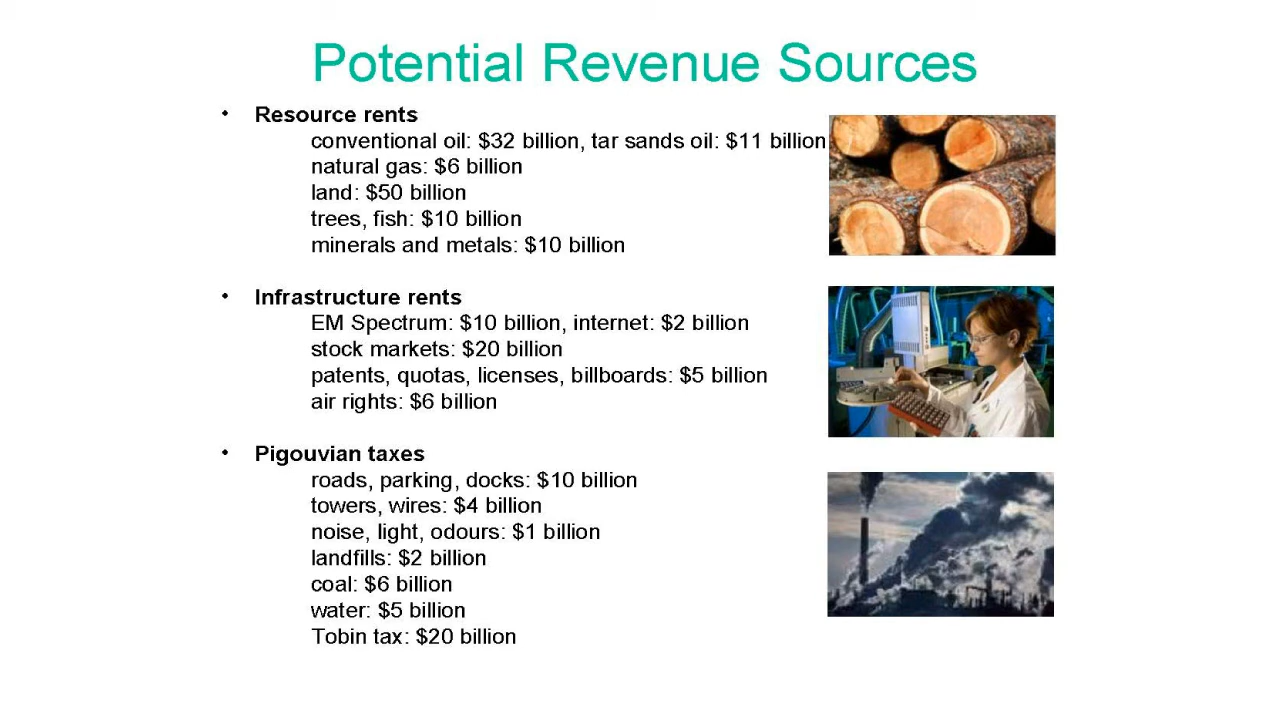 Potential Revenue Sources
• Resource rents
conventional oil: $32 billion, tar sands oil: $11 billion
natural gas: $6 billion
land: $50 billion
trees, fish: $10 billion
minerals and metals: $10 billion
• Infrastructure rents
EM Spectrum: $10 billion, internet: $2 billion
stock markets: $20 billion
patents, quotas, licenses, billboards: $5 billion
air rights: $6 billion
• Pigouvian taxes
roads, parking, docks: $10 billion
towers, wires: $4 billion
noise, light, odours: $1 billion
landfills: $2 billion
coal: $6 billion
water: $5 billion
Tobin tax: $20 billion